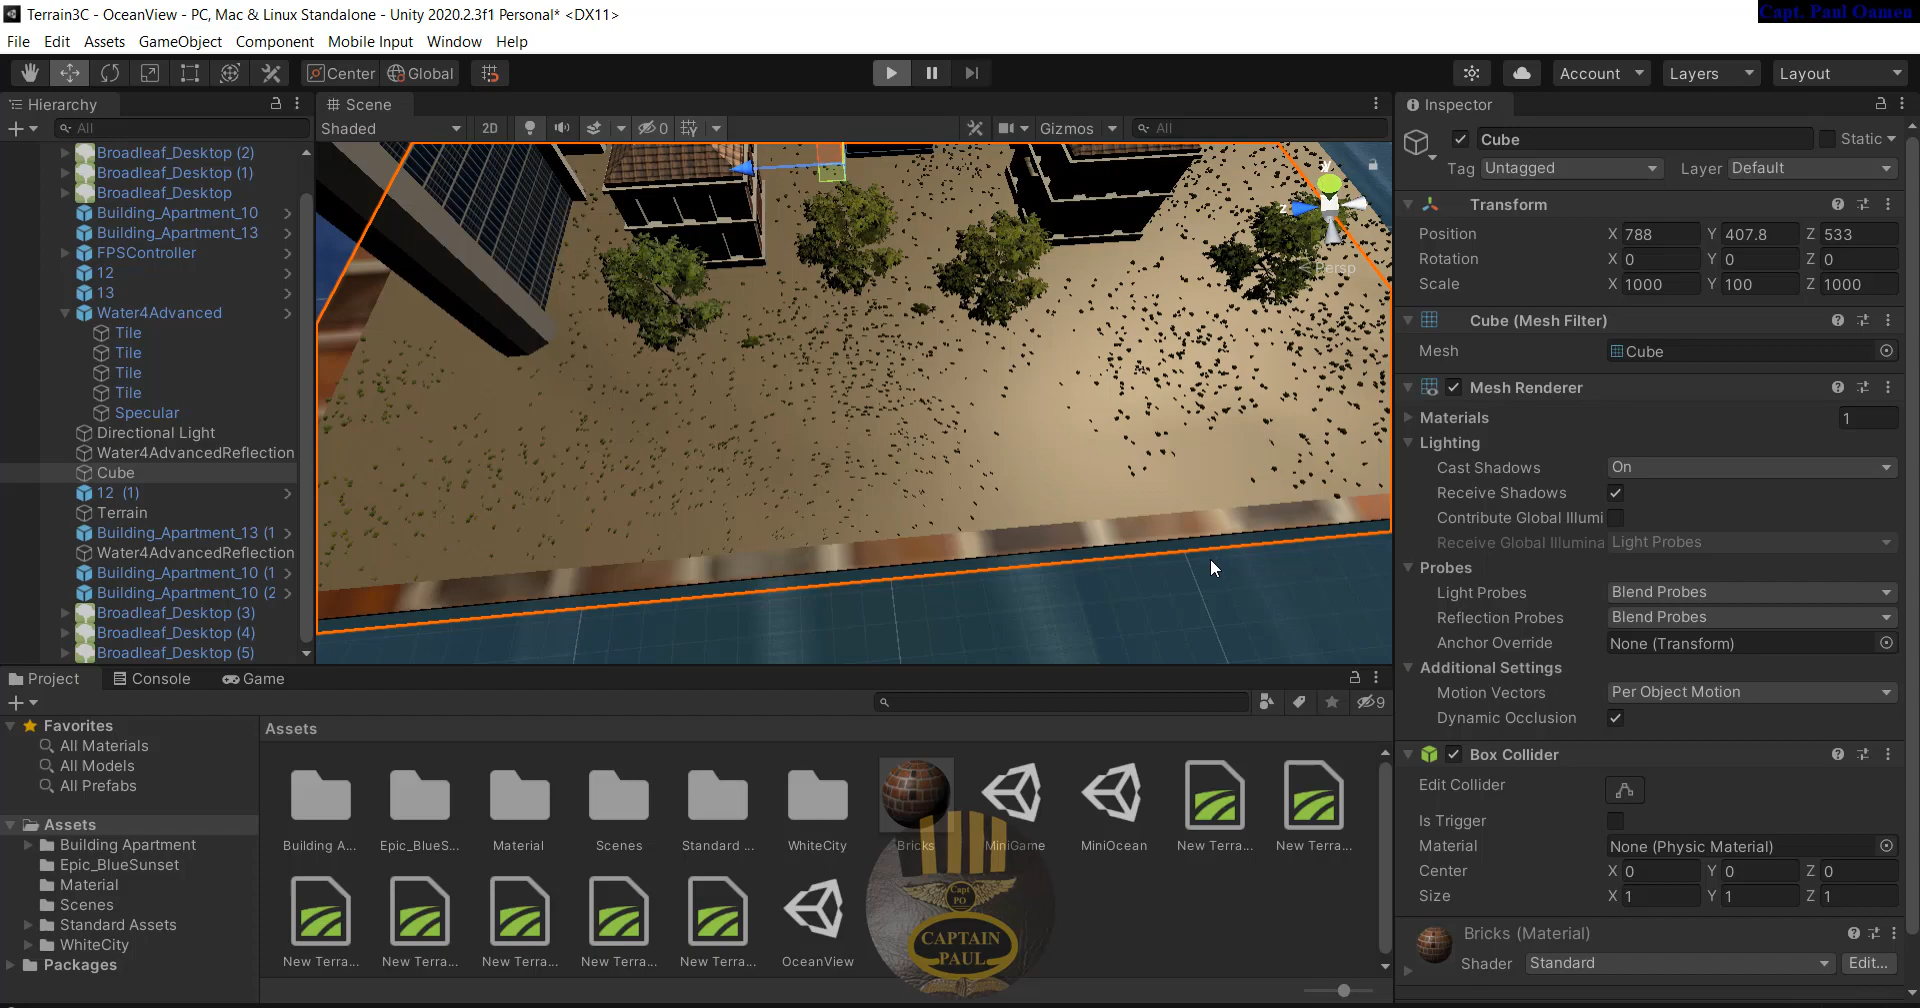 Terrain3C - OceanView - PC, Mac & Linux Standalone - Unity 2020.2.3f1 Personal* <DX11>
Capt. Paul Oamen
File Edit Assets GameObject Component Mobile Input Window Help
Center Global Account Layers Layout
Hierarchy
All
Broadleaf_Desktop (2)
Broadleaf_Desktop (1)
Broadleaf_Desktop
Building_Apartment_10
Building_Apartment_13
FPSController
12
13
Water4Advanced
Tile
Tile
Tile
Tile
Specular
Directional Light
Water4AdvancedReflection
Cube
12 (1)
Terrain
Building_Apartment_13 (1
Water4AdvancedReflection
Building_Apartment_10 (1
Building_Apartment_10 (2
Broadleaf_Desktop (3)
Broadleaf_Desktop (4)
Broadleaf_Desktop (5)
Scene
Shaded 2D 0 Gizmos All
y
z
Persp
Inspector
Cube Static
Tag Untagged Layer Default
Transform
Position X 788 Y 407.8 Z 533
Rotation X 0 Y 0 Z 0
Scale X 1000 Y 100 Z 1000
Cube (Mesh Filter)
Mesh Cube
Mesh Renderer
Materials 1
Lighting
Cast Shadows On
Receive Shadows
Contribute Global Illumi
Receive Global Illumina Light Probes
Probes
Light Probes Blend Probes
Reflection Probes Blend Probes
Anchor Override None (Transform)
Additional Settings
Motion Vectors Per Object Motion
Dynamic Occlusion
Box Collider
Edit Collider
Is Trigger
Material None (Physic Material)
Center X 0 Y 0 Z 0
Size X 1 Y 1 Z 1
Bricks (Material)
Shader Standard Edit...
Project Console Game
9
Favorites
All Materials
All Models
All Prefabs
Assets
Building Apartment
Epic_BlueSunset
Material
Scenes
Standard Assets
WhiteCity
Packages
Assets
Building A... Epic_BlueS... Material Scenes Standard ... WhiteCity Bricks MiniGame MiniOcean New Terra... New Terra...
New Terra... New Terra... New Terra... New Terra... New Terra... OceanView
Capt
PO
CAPTAIN
PAUL